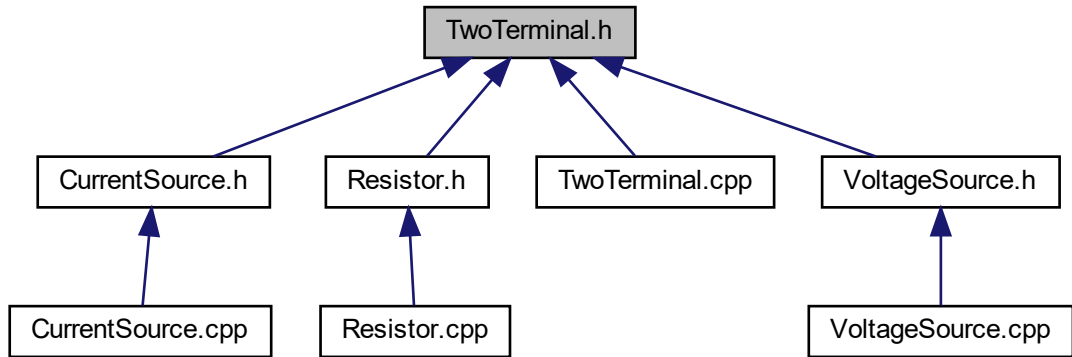 TwoTerminal.h
CurrentSource.h
Resistor.h
TwoTerminal.cpp
VoltageSource.h
CurrentSource.cpp
Resistor.cpp
VoltageSource.cpp